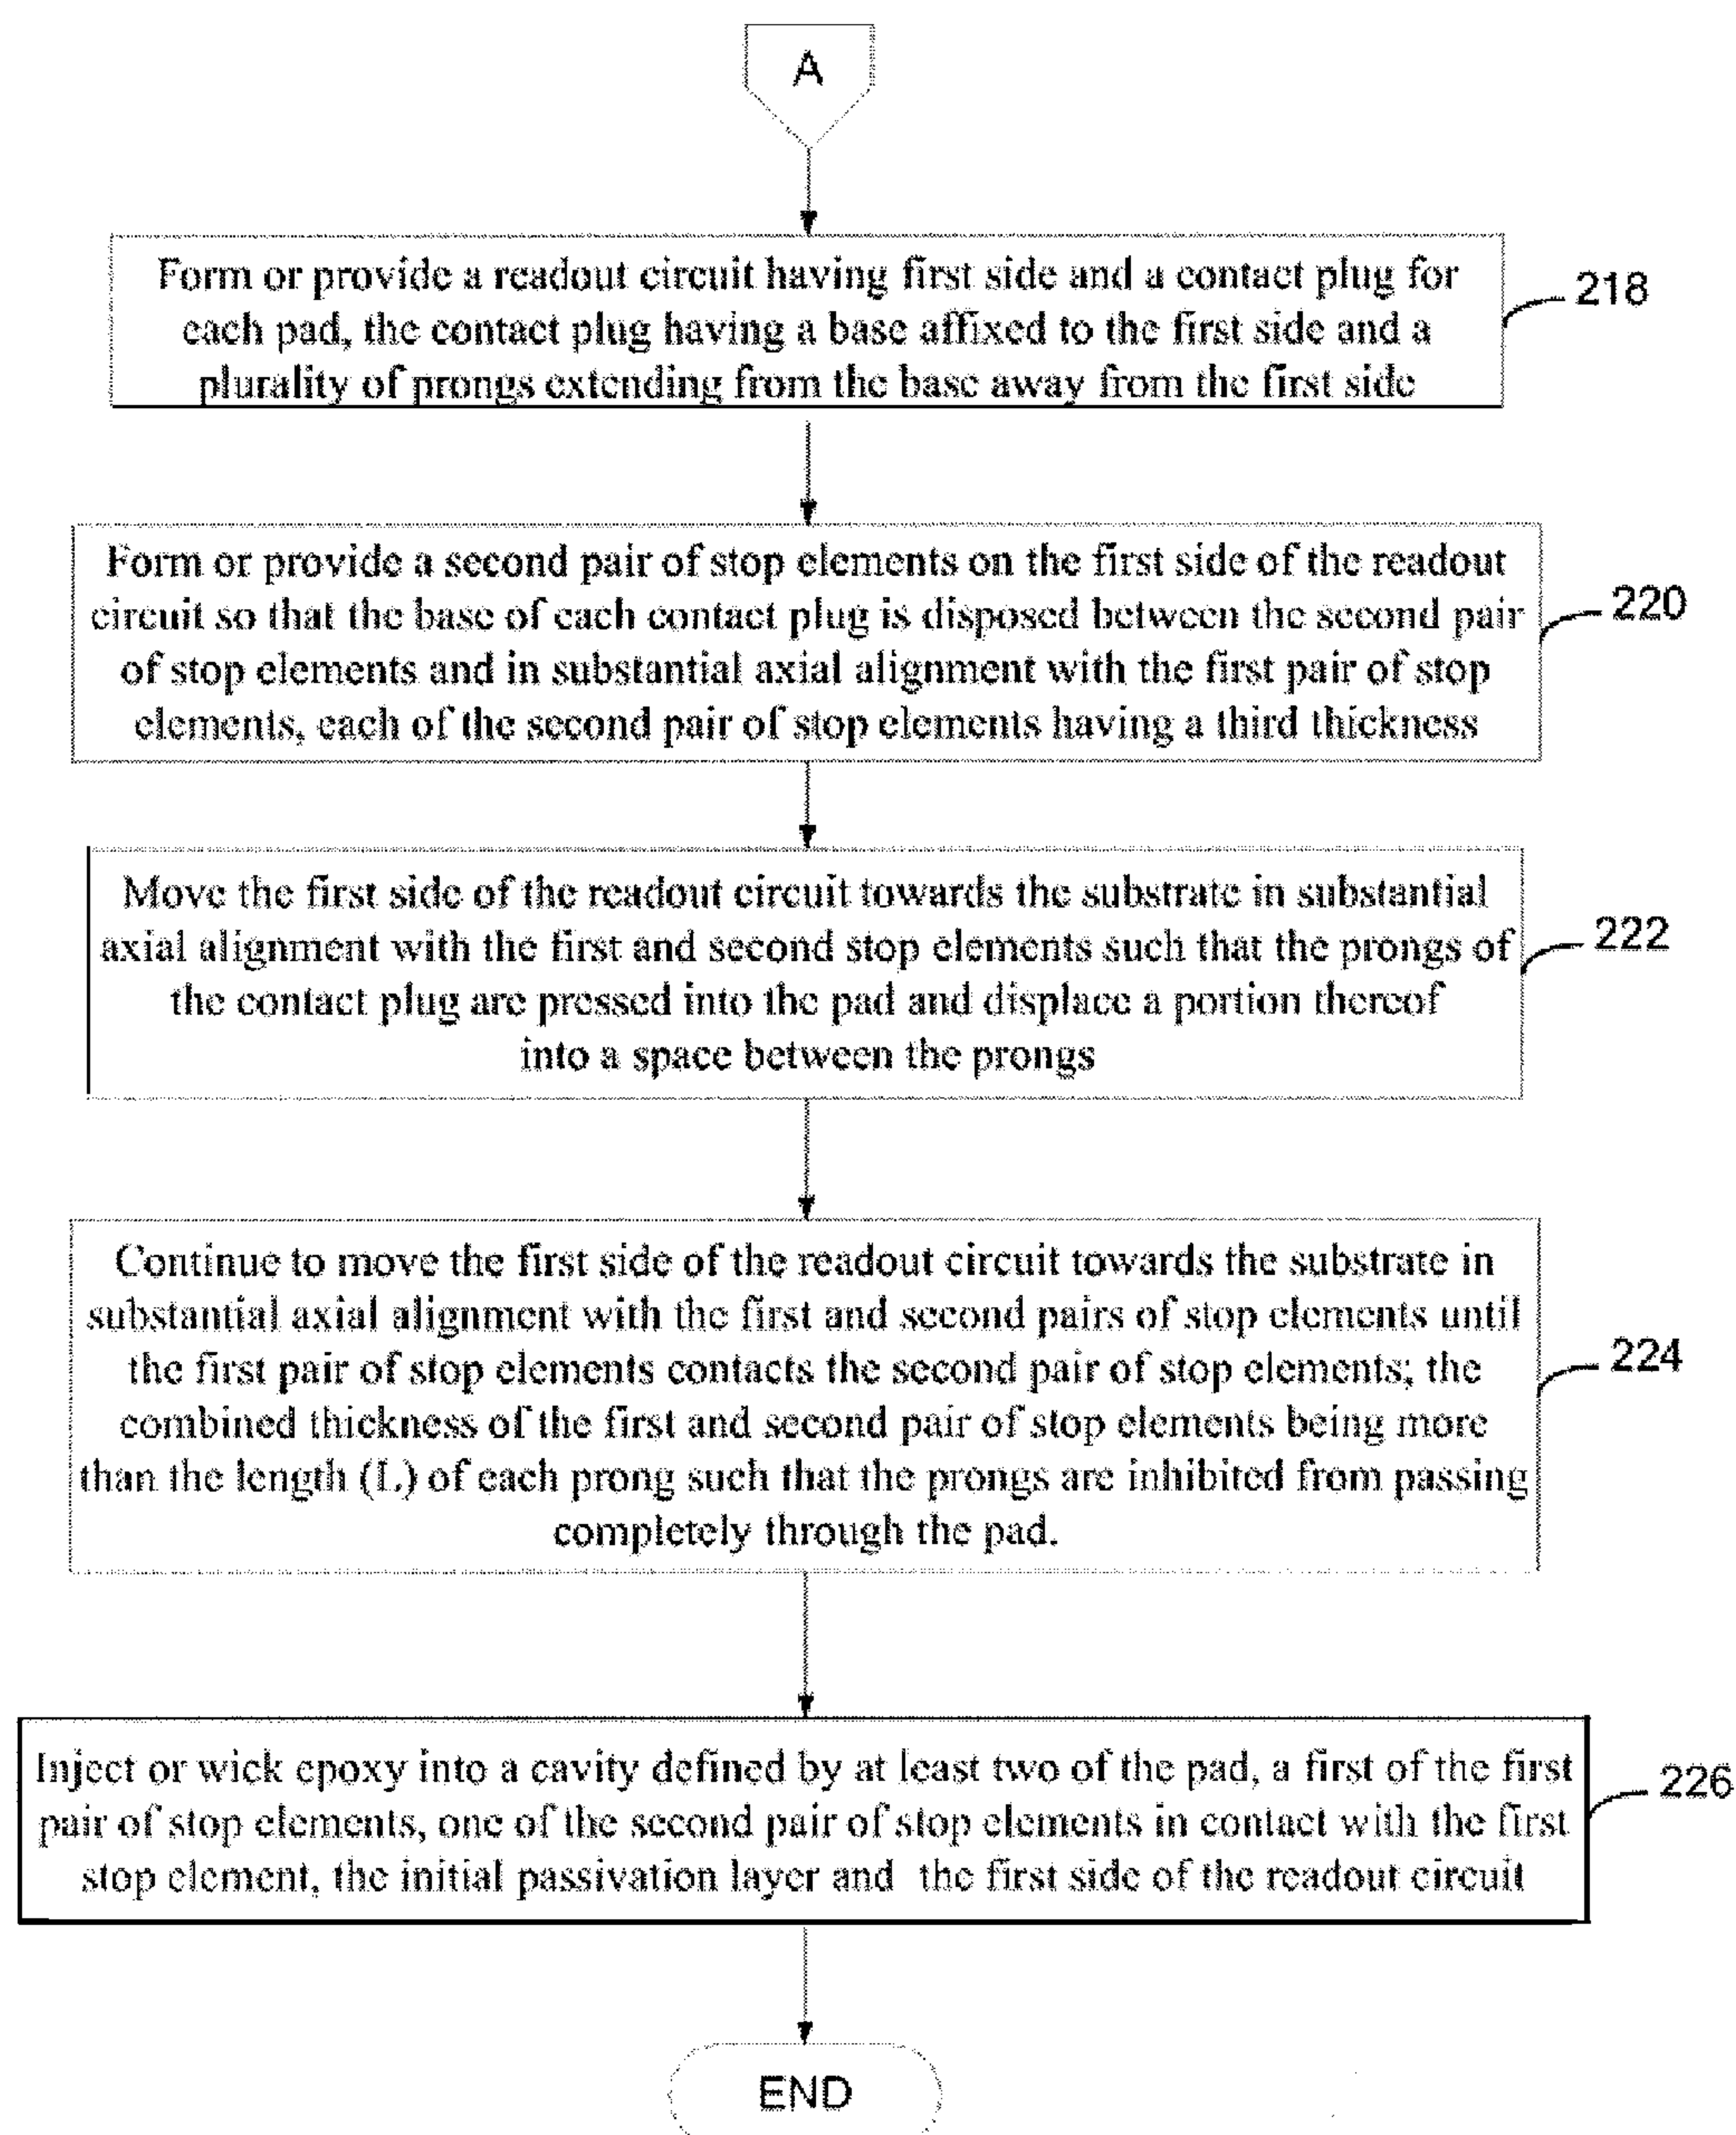 A
Form or provide a readout circuit having first side and a contact plug for
each pad, the contact plug having a base affixed to the first side and a
plurality of prongs extending from the base away from the first side
218
Form or provide a second pair of stop elements on the first side of the readout
circuit so that the base of each contact plug is disposed between the second pair
of stop elements and in substantial axial alignment with the first pair of stop
elements, each of the second pair of stop elements having a third thickness
220
Move the first side of the readout circuit towards the substrate in substantial
axial alignment with the first and second stop elements such that the prongs of
the contact plug are pressed into the pad and displace a portion thereof
into a space between the prongs
222
Continue to move the first side of the readout circuit towards the substrate in
substantial axial alignment with the first and second pairs of stop elements until
the first pair of stop elements contacts the second pair of stop elements; the
combined thickness of the first and second pair of stop elements being more
than the length (L) of each prong such that the prongs are inhibited from passing
completely through the pad.
224
Inject or wick epoxy into a cavity defined by at least two of the pad, a first of the first
pair of stop elements, one of the second pair of stop elements in contact with the first
stop element, the initial passivation layer and the first side of the readout circuit
226
END